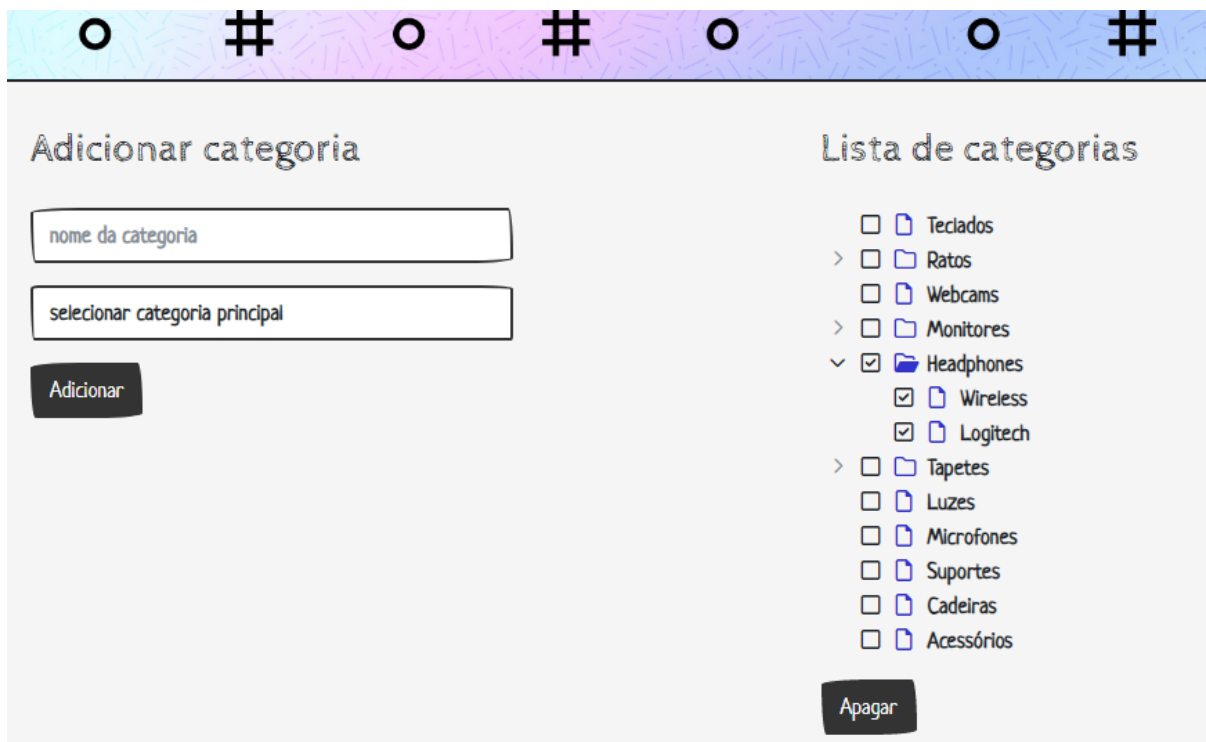 Adicionar categoria
nome da categoria
selecionar categoria principal
Adicionar
Lista de categorias
Teclados
Ratos
Webcams
Monitores
Headphones
Wireless
Logitech
Tapetes
Luzes
Microfones
Suportes
Cadeiras
Acessórios
Apagar